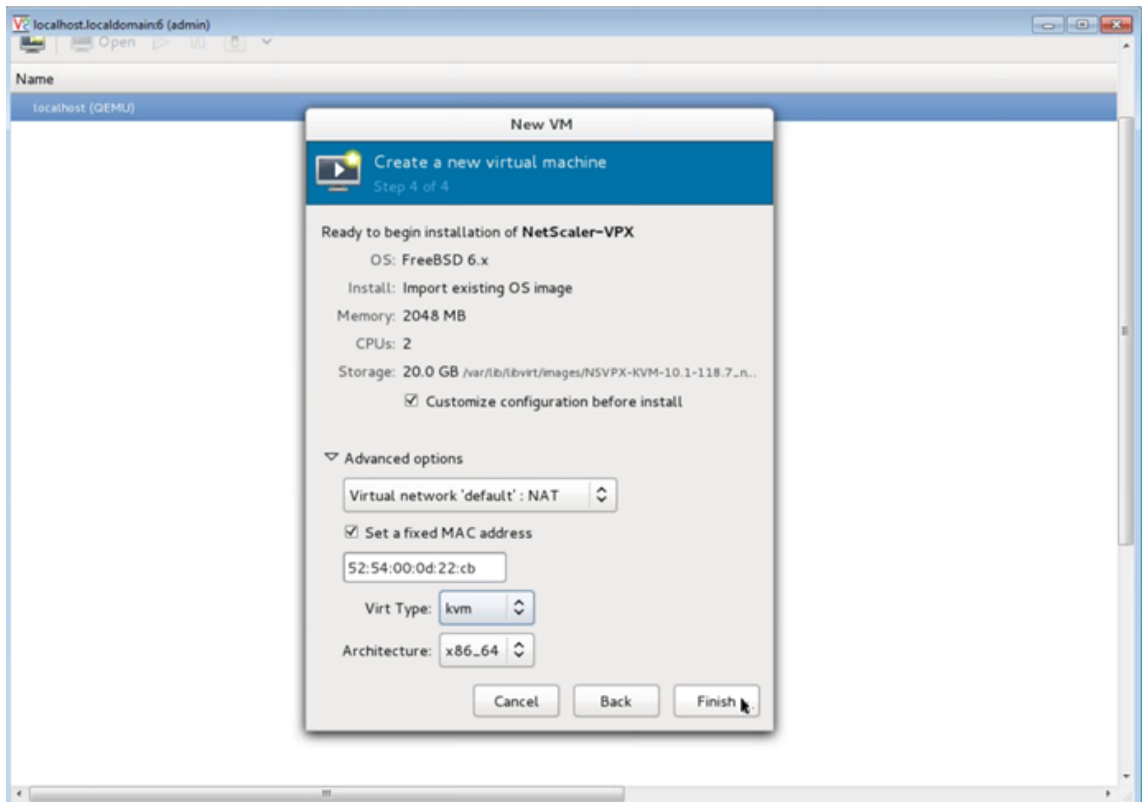 localhost.localdomain:6 (admin)
Open
Name
localhost (QEMU)
New VM
Create a new virtual machine
Step 4 of 4
Ready to begin installation of NetScaler-VPX
OS: FreeBSD 6.x
Install: Import existing OS image
Memory: 2048 MB
CPUs: 2
Storage: 20.0 GB /var/lib/libvirt/images/NSVPX-KVM-10.1-118.7_n...
Customize configuration before install
Advanced options
Virtual network 'default' : NAT
Set a fixed MAC address
52:54:00:0d:22:cb
Virt Type: kvm
Architecture: x86_64
Cancel Back Finish